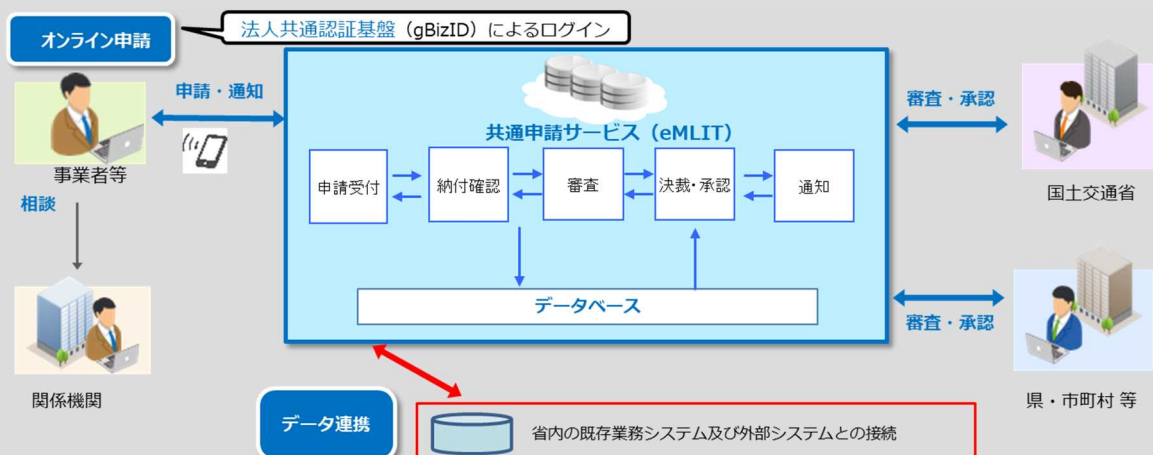 オンライン申請
法人共通認証基盤（gBizID）によるログイン
申請・通知
事業者等
相談
関係機関
共通申請サービス（eMLIT）
申請受付
納付確認
審査
決裁・承認
通知
データベース
審査・承認
国土交通省
審査・承認
県・市町村 等
データ連携
省内の既存業務システム及び外部システムとの接続